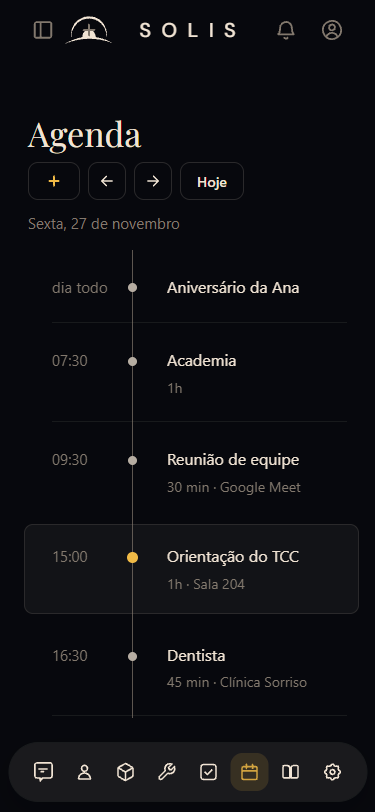 SOLIS
Agenda
Hoje
Sexta, 27 de novembro
dia todo
Aniversário da Ana
07:30
Academia
1h
09:30
Reunião de equipe
30 min · Google Meet
15:00
Orientação do TCC
1h · Sala 204
16:30
Dentista
45 min · Clínica Sorriso